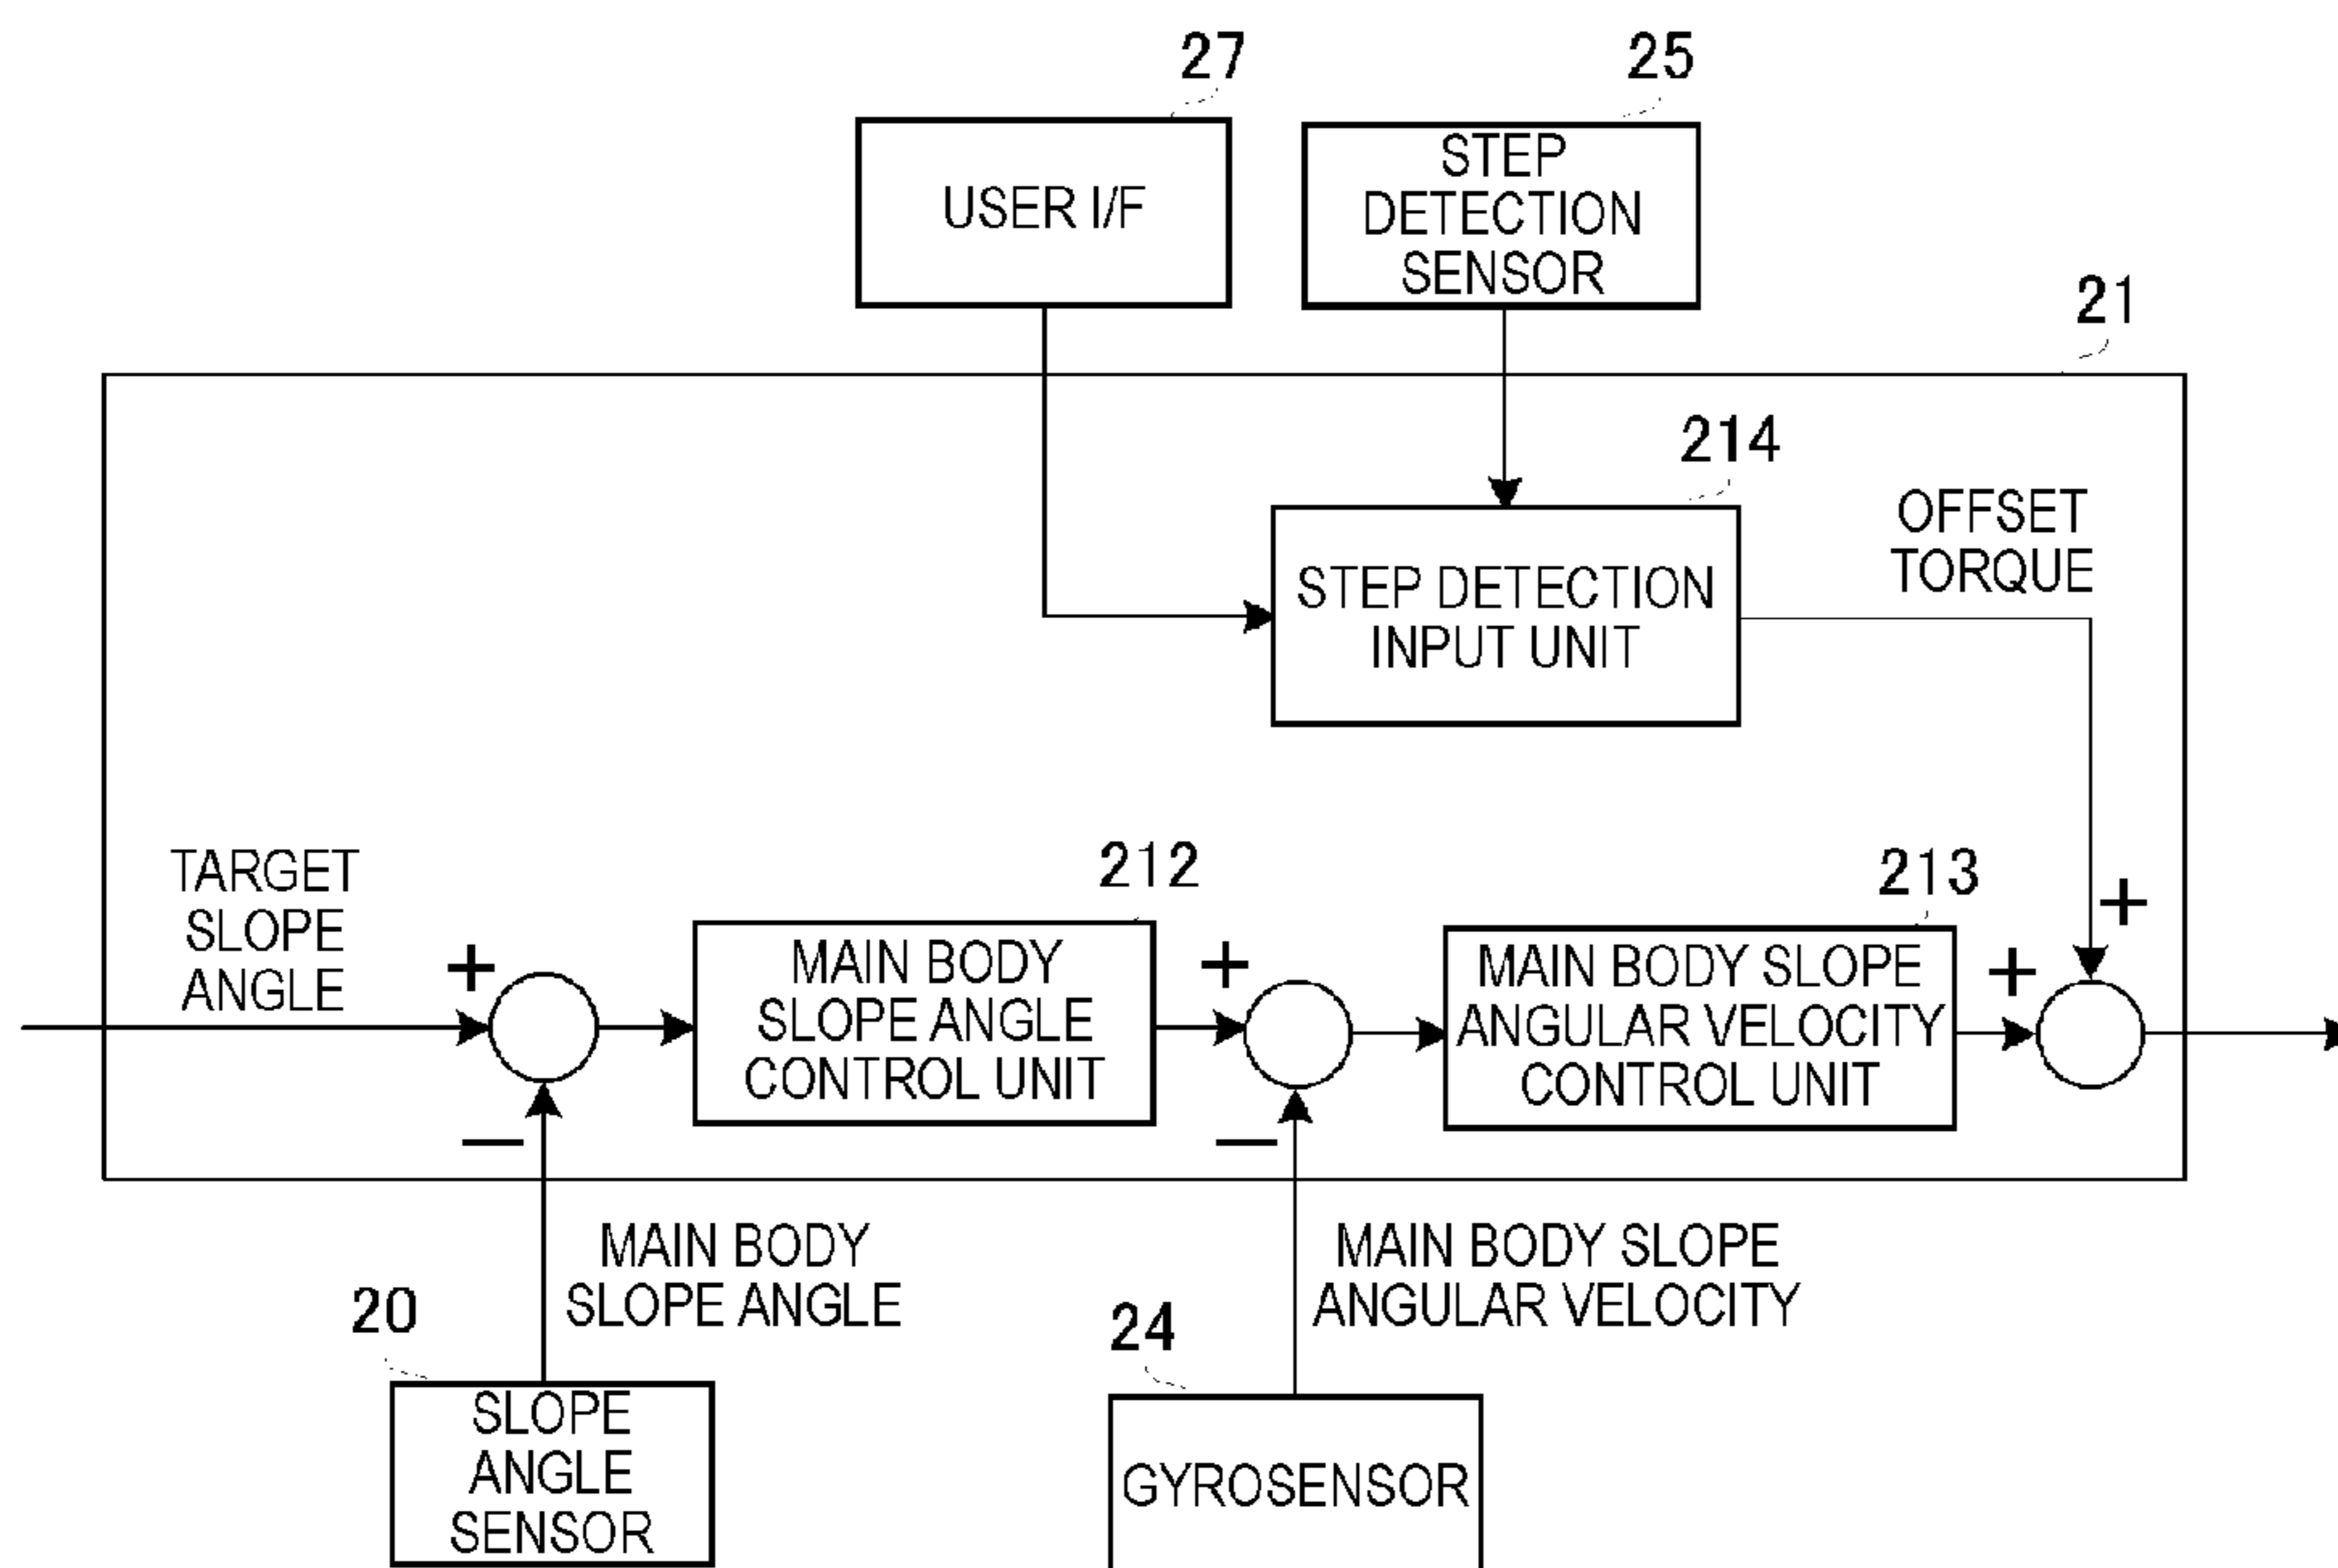 27
25
USER I/F
STEP
DETECTION
SENSOR
21
214
STEP DETECTION
INPUT UNIT
OFFSET
TORQUE
TARGET
SLOPE
ANGLE
212
213
+
+
+
+
MAIN BODY
SLOPE ANGLE
CONTROL UNIT
MAIN BODY SLOPE
ANGULAR VELOCITY
CONTROL UNIT
—
—
MAIN BODY
SLOPE ANGLE
MAIN BODY SLOPE
ANGULAR VELOCITY
20
24
SLOPE
ANGLE
SENSOR
GYROSENSOR